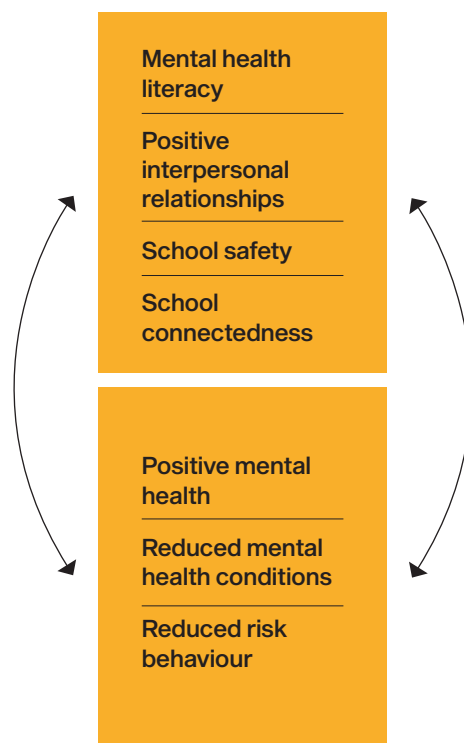 Mental health
literacy
Positive
interpersonal
relationships
School safety
School
connectedness
Positive mental
health
Reduced mental
health conditions
Reduced risk
behaviour